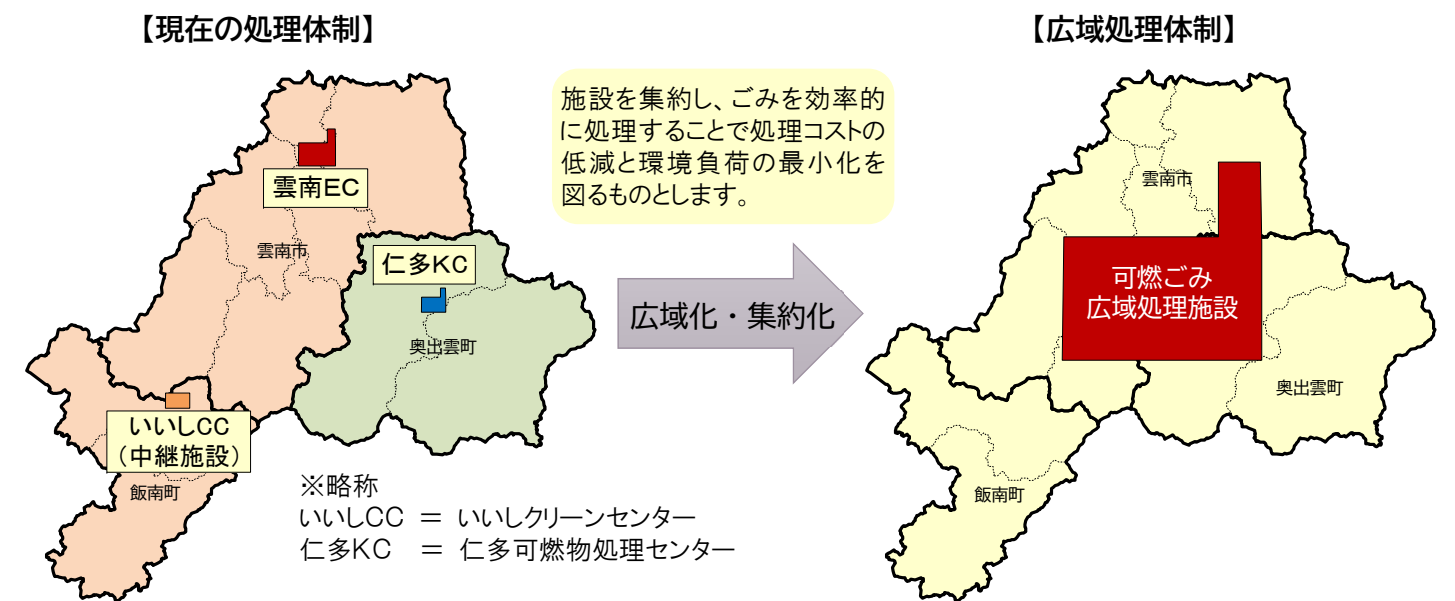 【現在の処理体制】
雲南EC
雲南市
仁多KC
奥出雲町
いいしCC
(中継施設)
飯南町
※略称
いいしCC = いいしクリーンセンター
仁多KC = 仁多可燃物処理センター
施設を集約し、ごみを効率的
に処理することで処理コストの
低減と環境負荷の最小化を
図るものとします。
広域化・集約化
【広域処理体制】
雲南市
可燃ごみ
広域処理施設
奥出雲町
飯南町